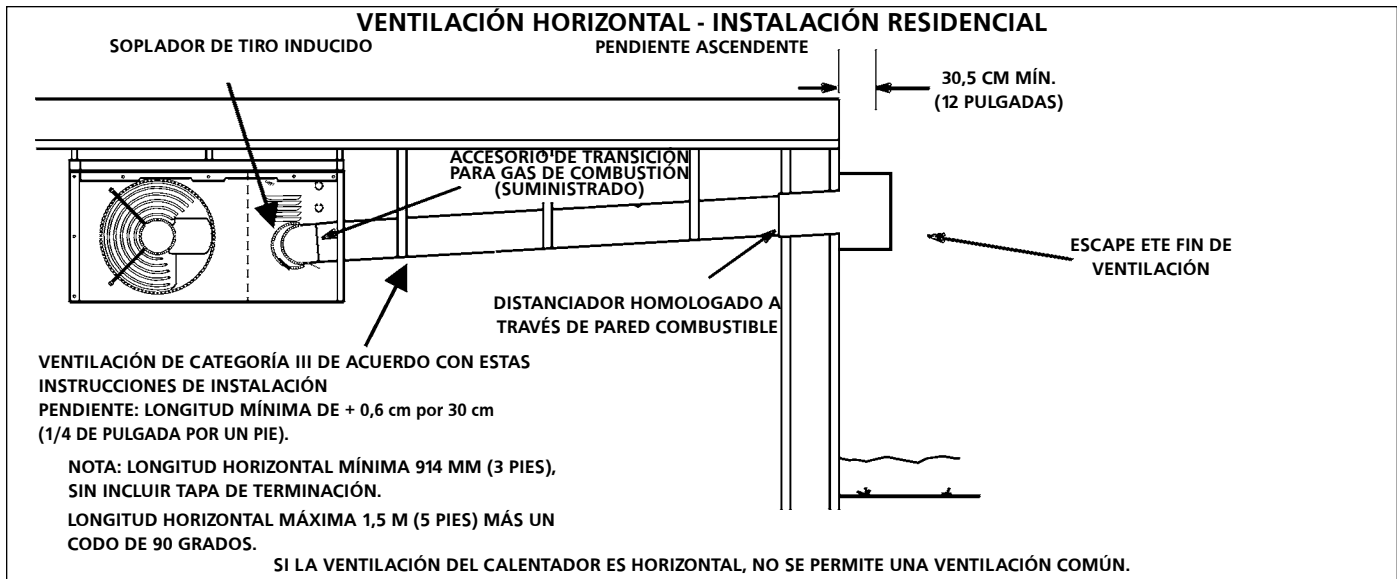 VENTILACIÓN HORIZONTAL - INSTALACIÓN RESIDENCIAL
SOPLADOR DE TIRO INDUCIDO
PENDIENTE ASCENDENTE
30,5 CM MÍN.
(12 PULGADAS)
ACCESORIO DE TRANSICIÓN
PARA GAS DE COMBUSTIÓN
(SUMINISTRADO)
ESCAPE ETE FIN DE
VENTILACIÓN
DISTANCIADOR HOMOLOGADO A
TRAVÉS DE PARED COMBUSTIBLE
VENTILACIÓN DE CATEGORÍA III DE ACUERDO CON ESTAS
INSTRUCCIONES DE INSTALACIÓN
PENDIENTE: LONGITUD MÍNIMA DE + 0,6 cm por 30 cm
(1/4 DE PULGADA POR UN PIE).
NOTA: LONGITUD HORIZONTAL MÍNIMA 914 MM (3 PIES),
SIN INCLUIR TAPA DE TERMINACIÓN.
LONGITUD HORIZONTAL MÁXIMA 1,5 M (5 PIES) MÁS UN
CODO DE 90 GRADOS.
SI LA VENTILACIÓN DEL CALENTADOR ES HORIZONTAL, NO SE PERMITE UNA VENTILACIÓN COMÚN.